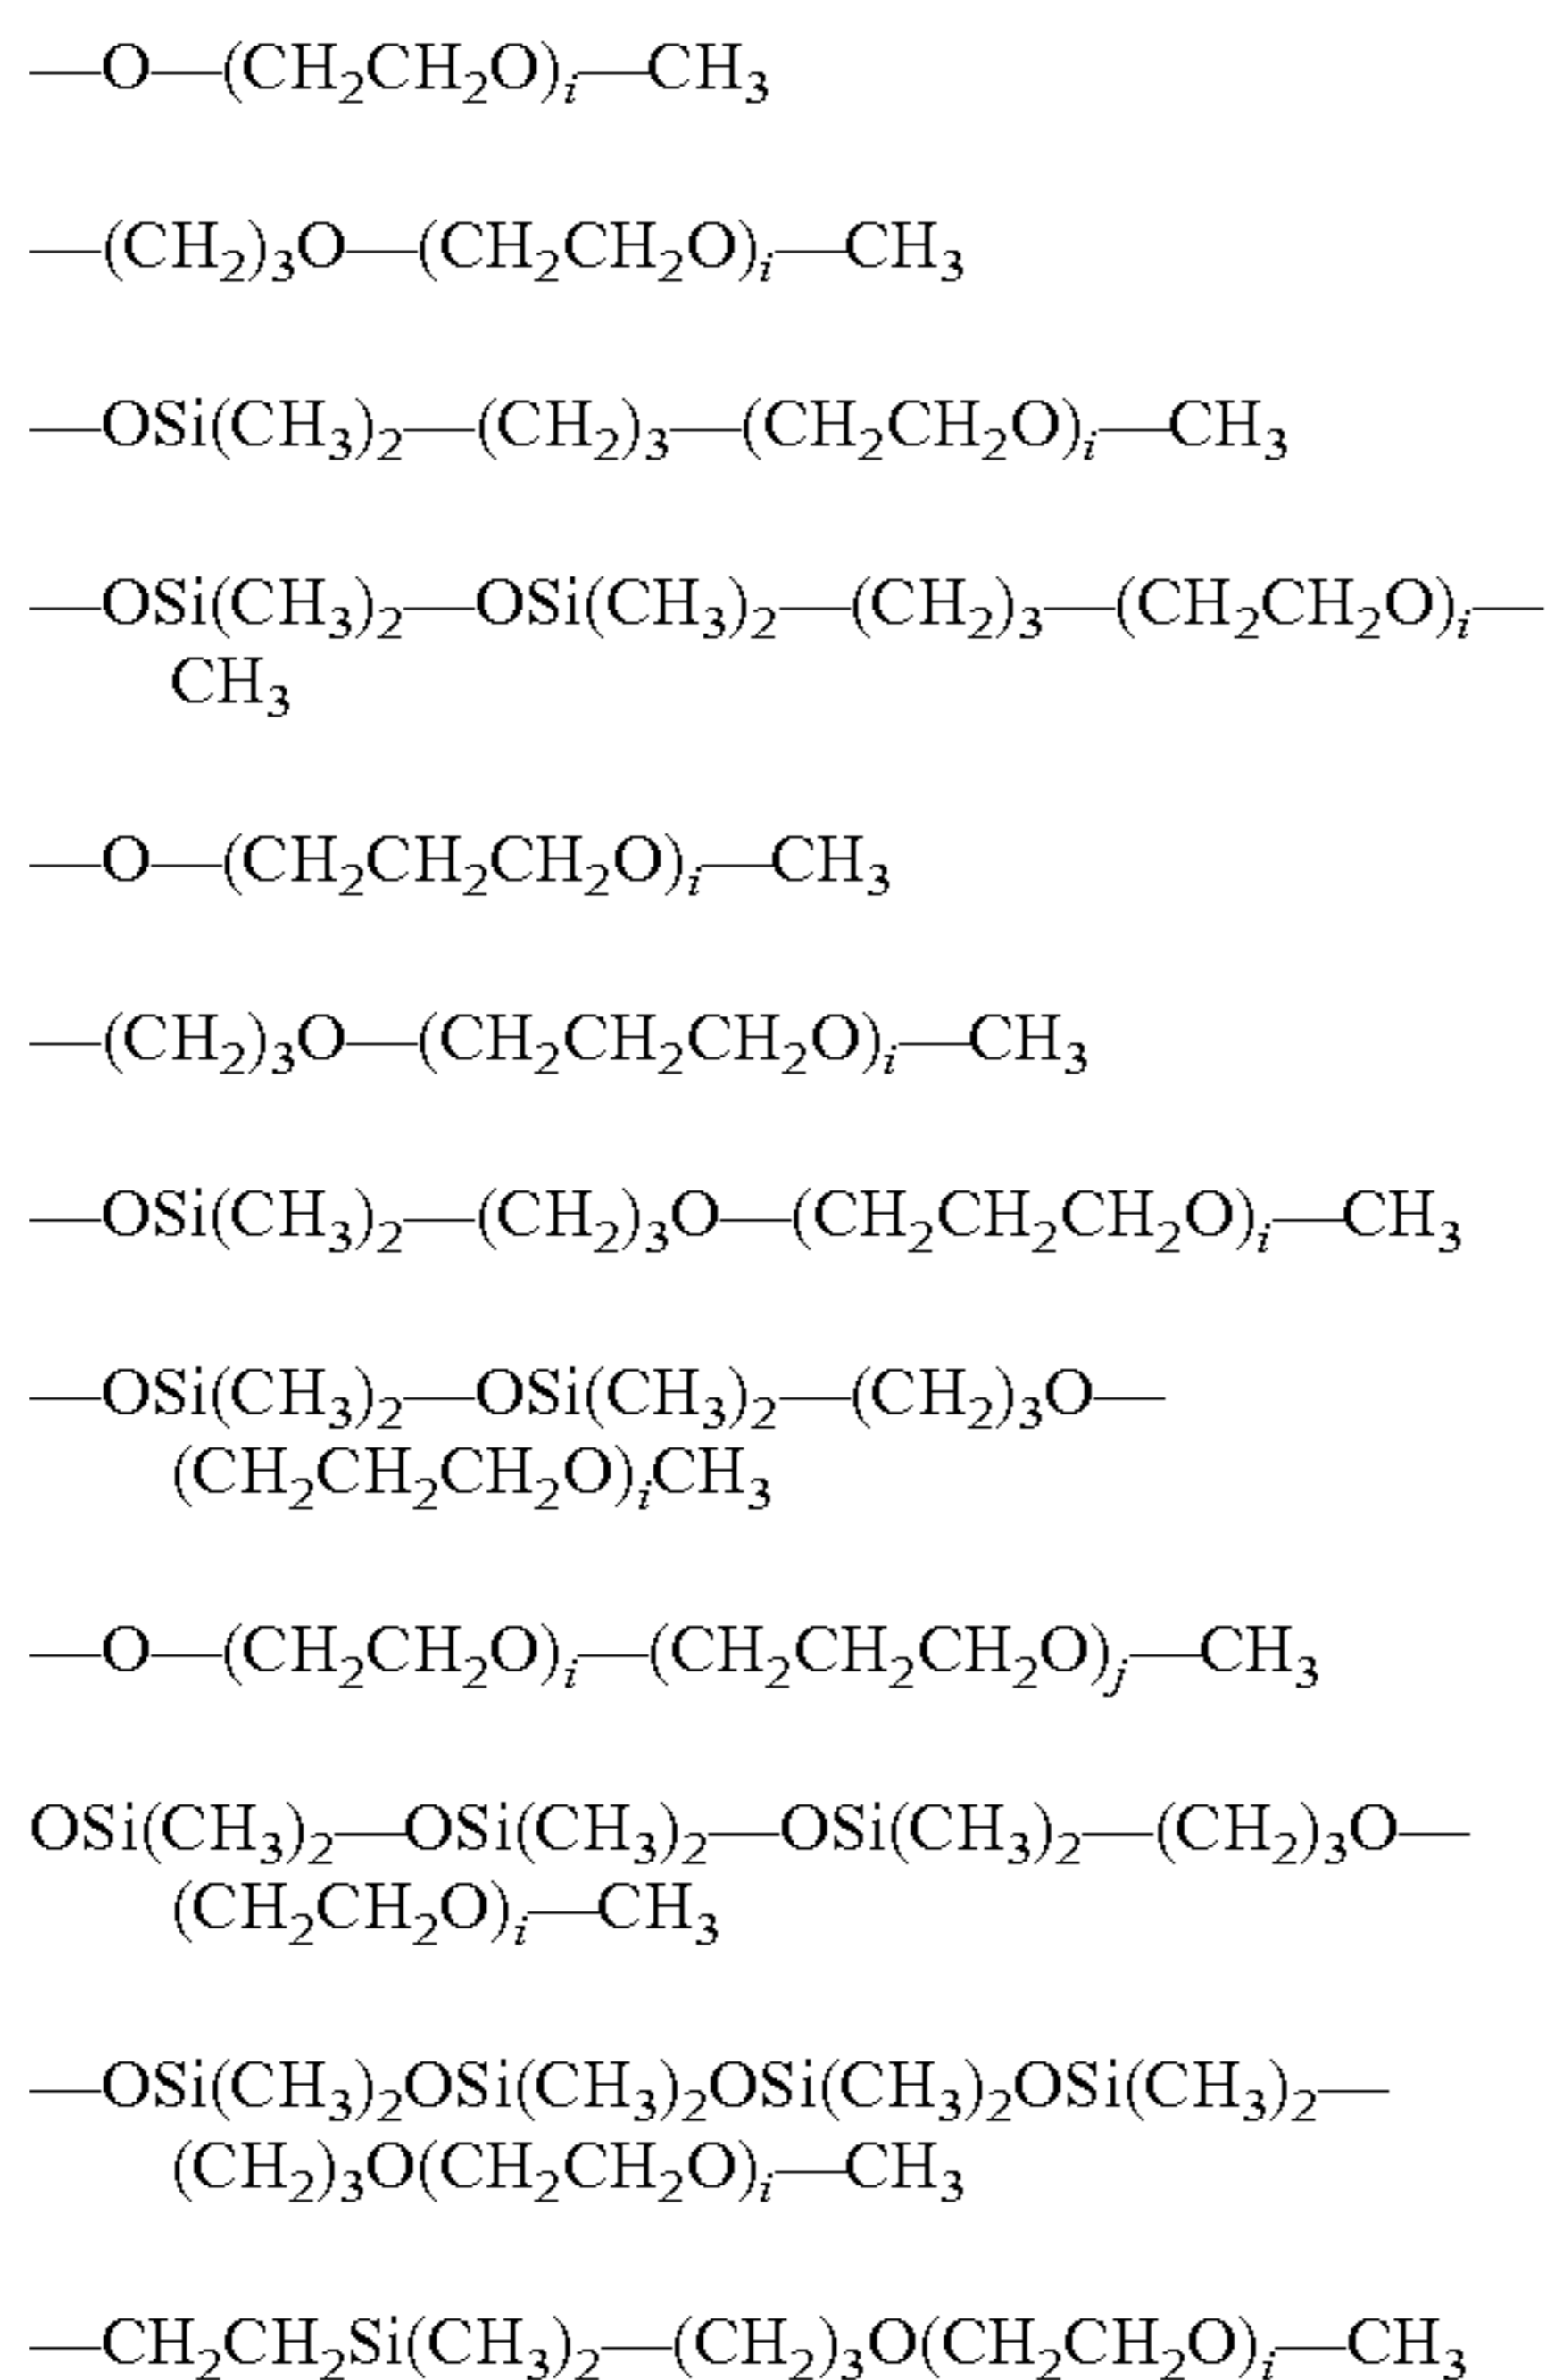 —O—(CH₂CH₂O)ᵢ—CH₃
—(CH₂)₃O—(CH₂CH₂O)ᵢ—CH₃
—OSi(CH₃)₂—(CH₂)₃—(CH₂CH₂O)ᵢ—CH₃
—OSi(CH₃)₂—OSi(CH₃)₂—(CH₂)₃—(CH₂CH₂O)ᵢ—
CH₃
—O—(CH₂CH₂CH₂O)ᵢ—CH₃
—(CH₂)₃O—(CH₂CH₂CH₂O)ᵢ—CH₃
—OSi(CH₃)₂—(CH₂)₃O—(CH₂CH₂CH₂O)ᵢ—CH₃
—OSi(CH₃)₂—OSi(CH₃)₂—(CH₂)₃O—
(CH₂CH₂CH₂O)ᵢCH₃
—O—(CH₂CH₂O)ᵢ—(CH₂CH₂CH₂O)ⱼ—CH₃
OSi(CH₃)₂—OSi(CH₃)₂—OSi(CH₃)₂—(CH₂)₃O—
(CH₂CH₂O)ᵢ—CH₃
—OSi(CH₃)₂OSi(CH₃)₂OSi(CH₃)₂OSi(CH₃)₂—
(CH₂)₃O(CH₂CH₂O)ᵢ—CH₃
—CH₂CH₂Si(CH₃)₂—(CH₂)₃O(CH₂CH₂O)ᵢ—CH₃